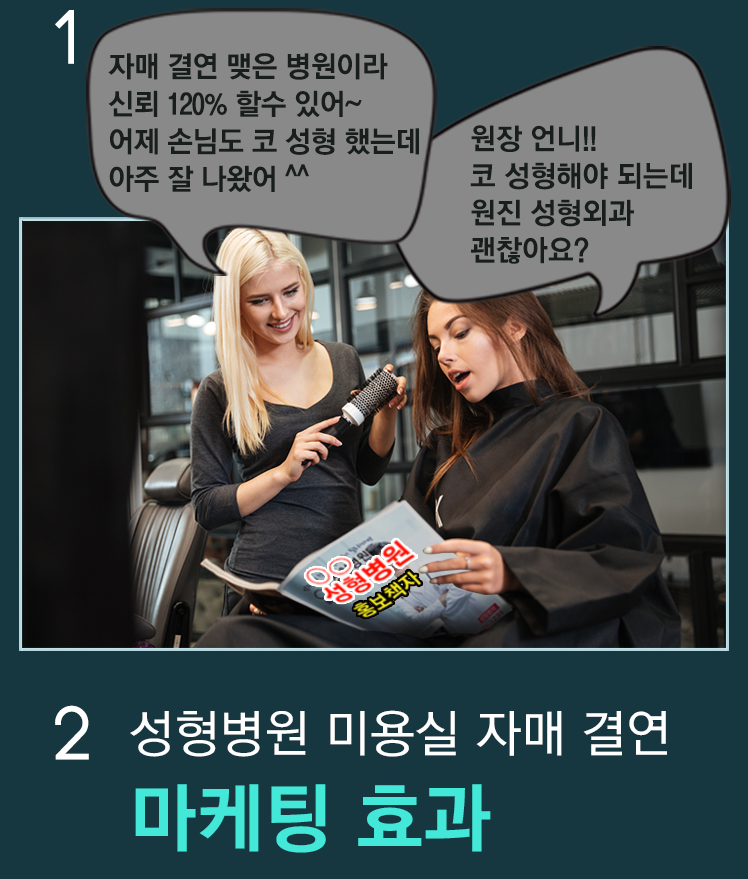 1
자매 결연 맺은 병원이라
신뢰 120% 할수 있어~
어제 손님도 코 성형 했는데
아주 잘 나왔어 ^^
원장 언니!!
코 성형해야 되는데
원진 성형외과
괜찮아요?
○○
성형병원
홍보책자
2 성형병원 미용실 자매 결연
마케팅 효과